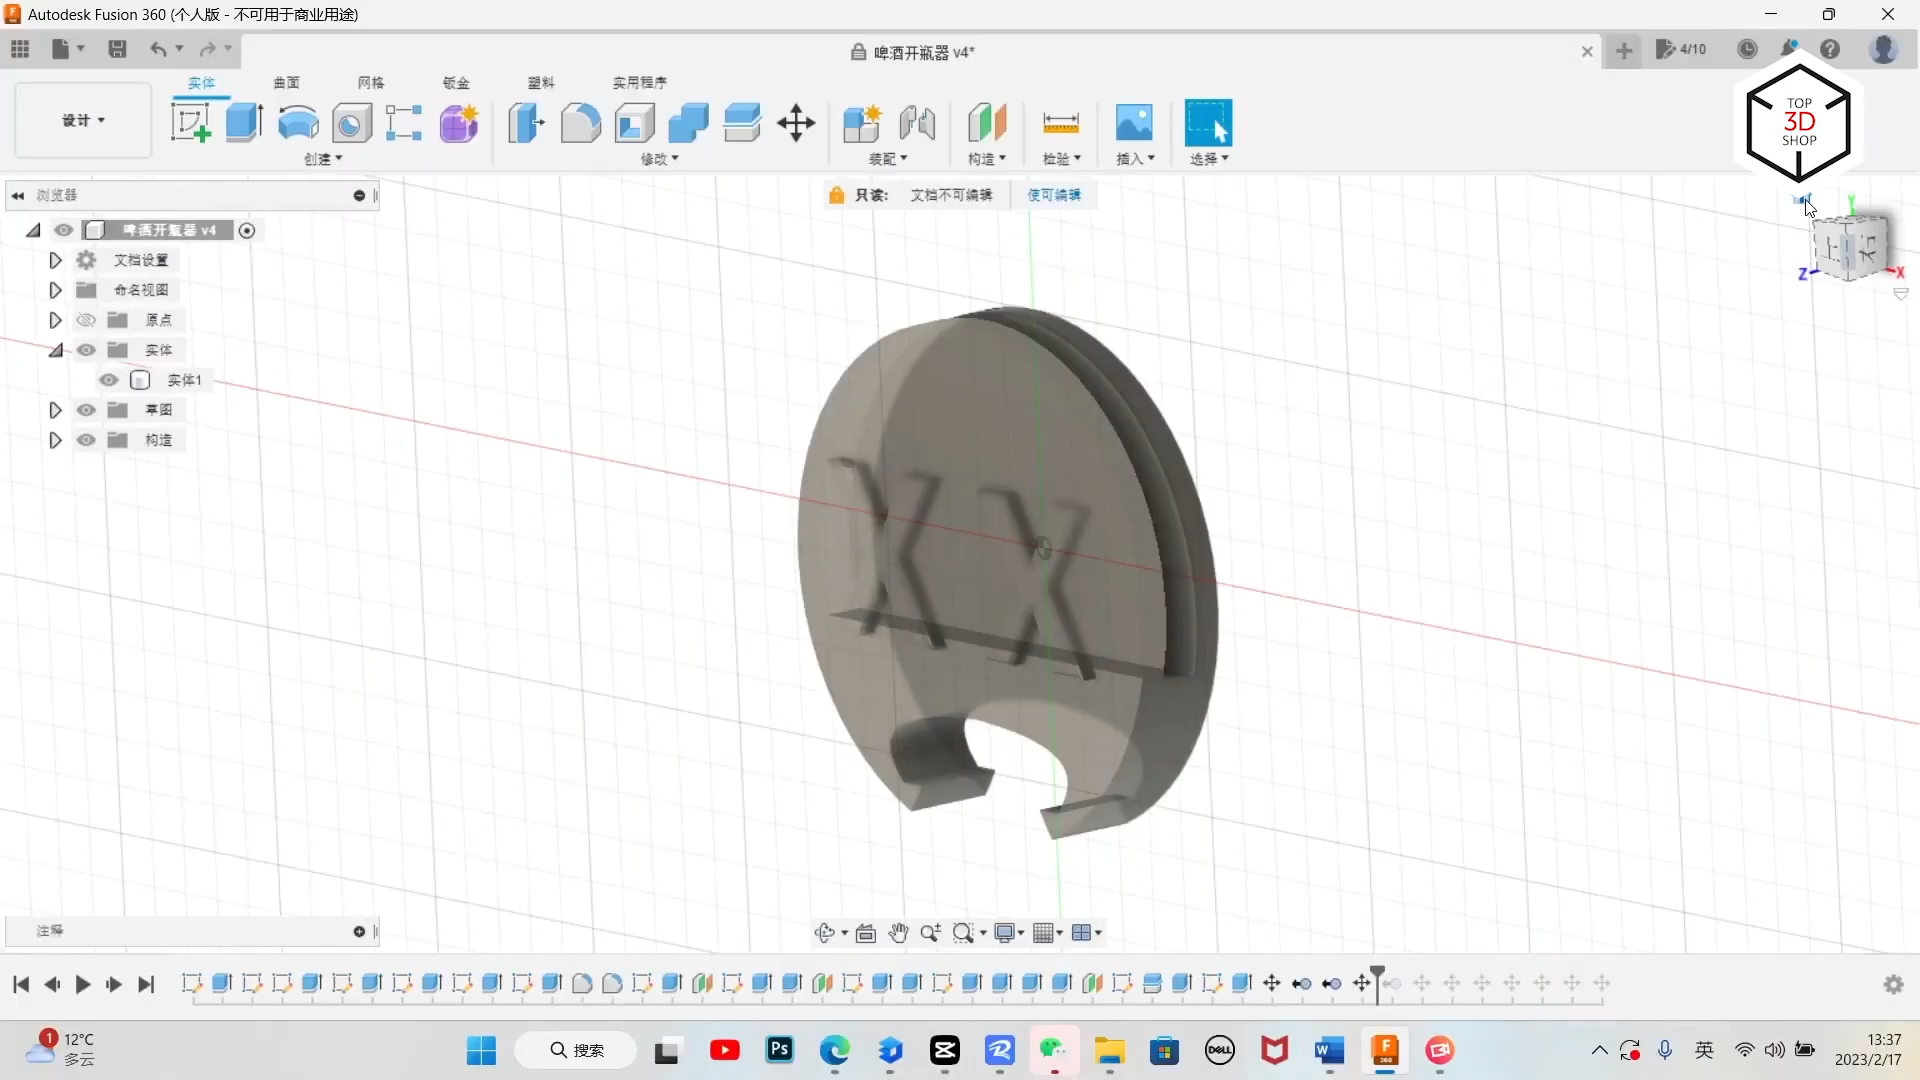 Autodesk Fusion 360 (个人版 - 不可用于商业用途)
啤酒开瓶器 v4*
4/10
TOP
3D
SHOP
设计
实体
曲面
网格
钣金
塑料
实用程序
创建
修改
装配
构造
检验
插入
选择
浏览器
只读:
文档不可编辑
使可编辑
啤酒开瓶器 v4
文档设置
命名视图
原点
实体
实体1
草图
构造
Y
上
Z
X
X X
注释
1
12°C
多云
搜索
Ps
DELL
W
F
360
英
13:37
2023/2/17